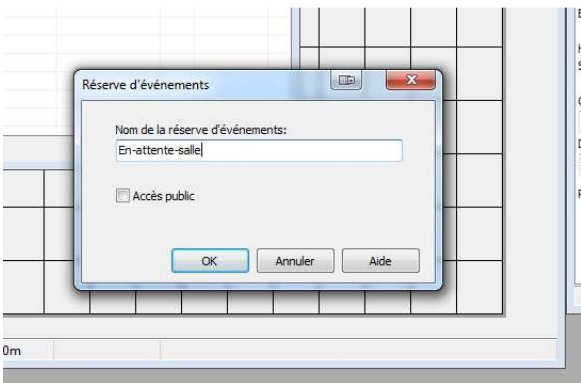 Réserve d'événements
Nom de la réserve d'événements:
En-attente-salle
Accès public
OK
Annuler
Aide
0m